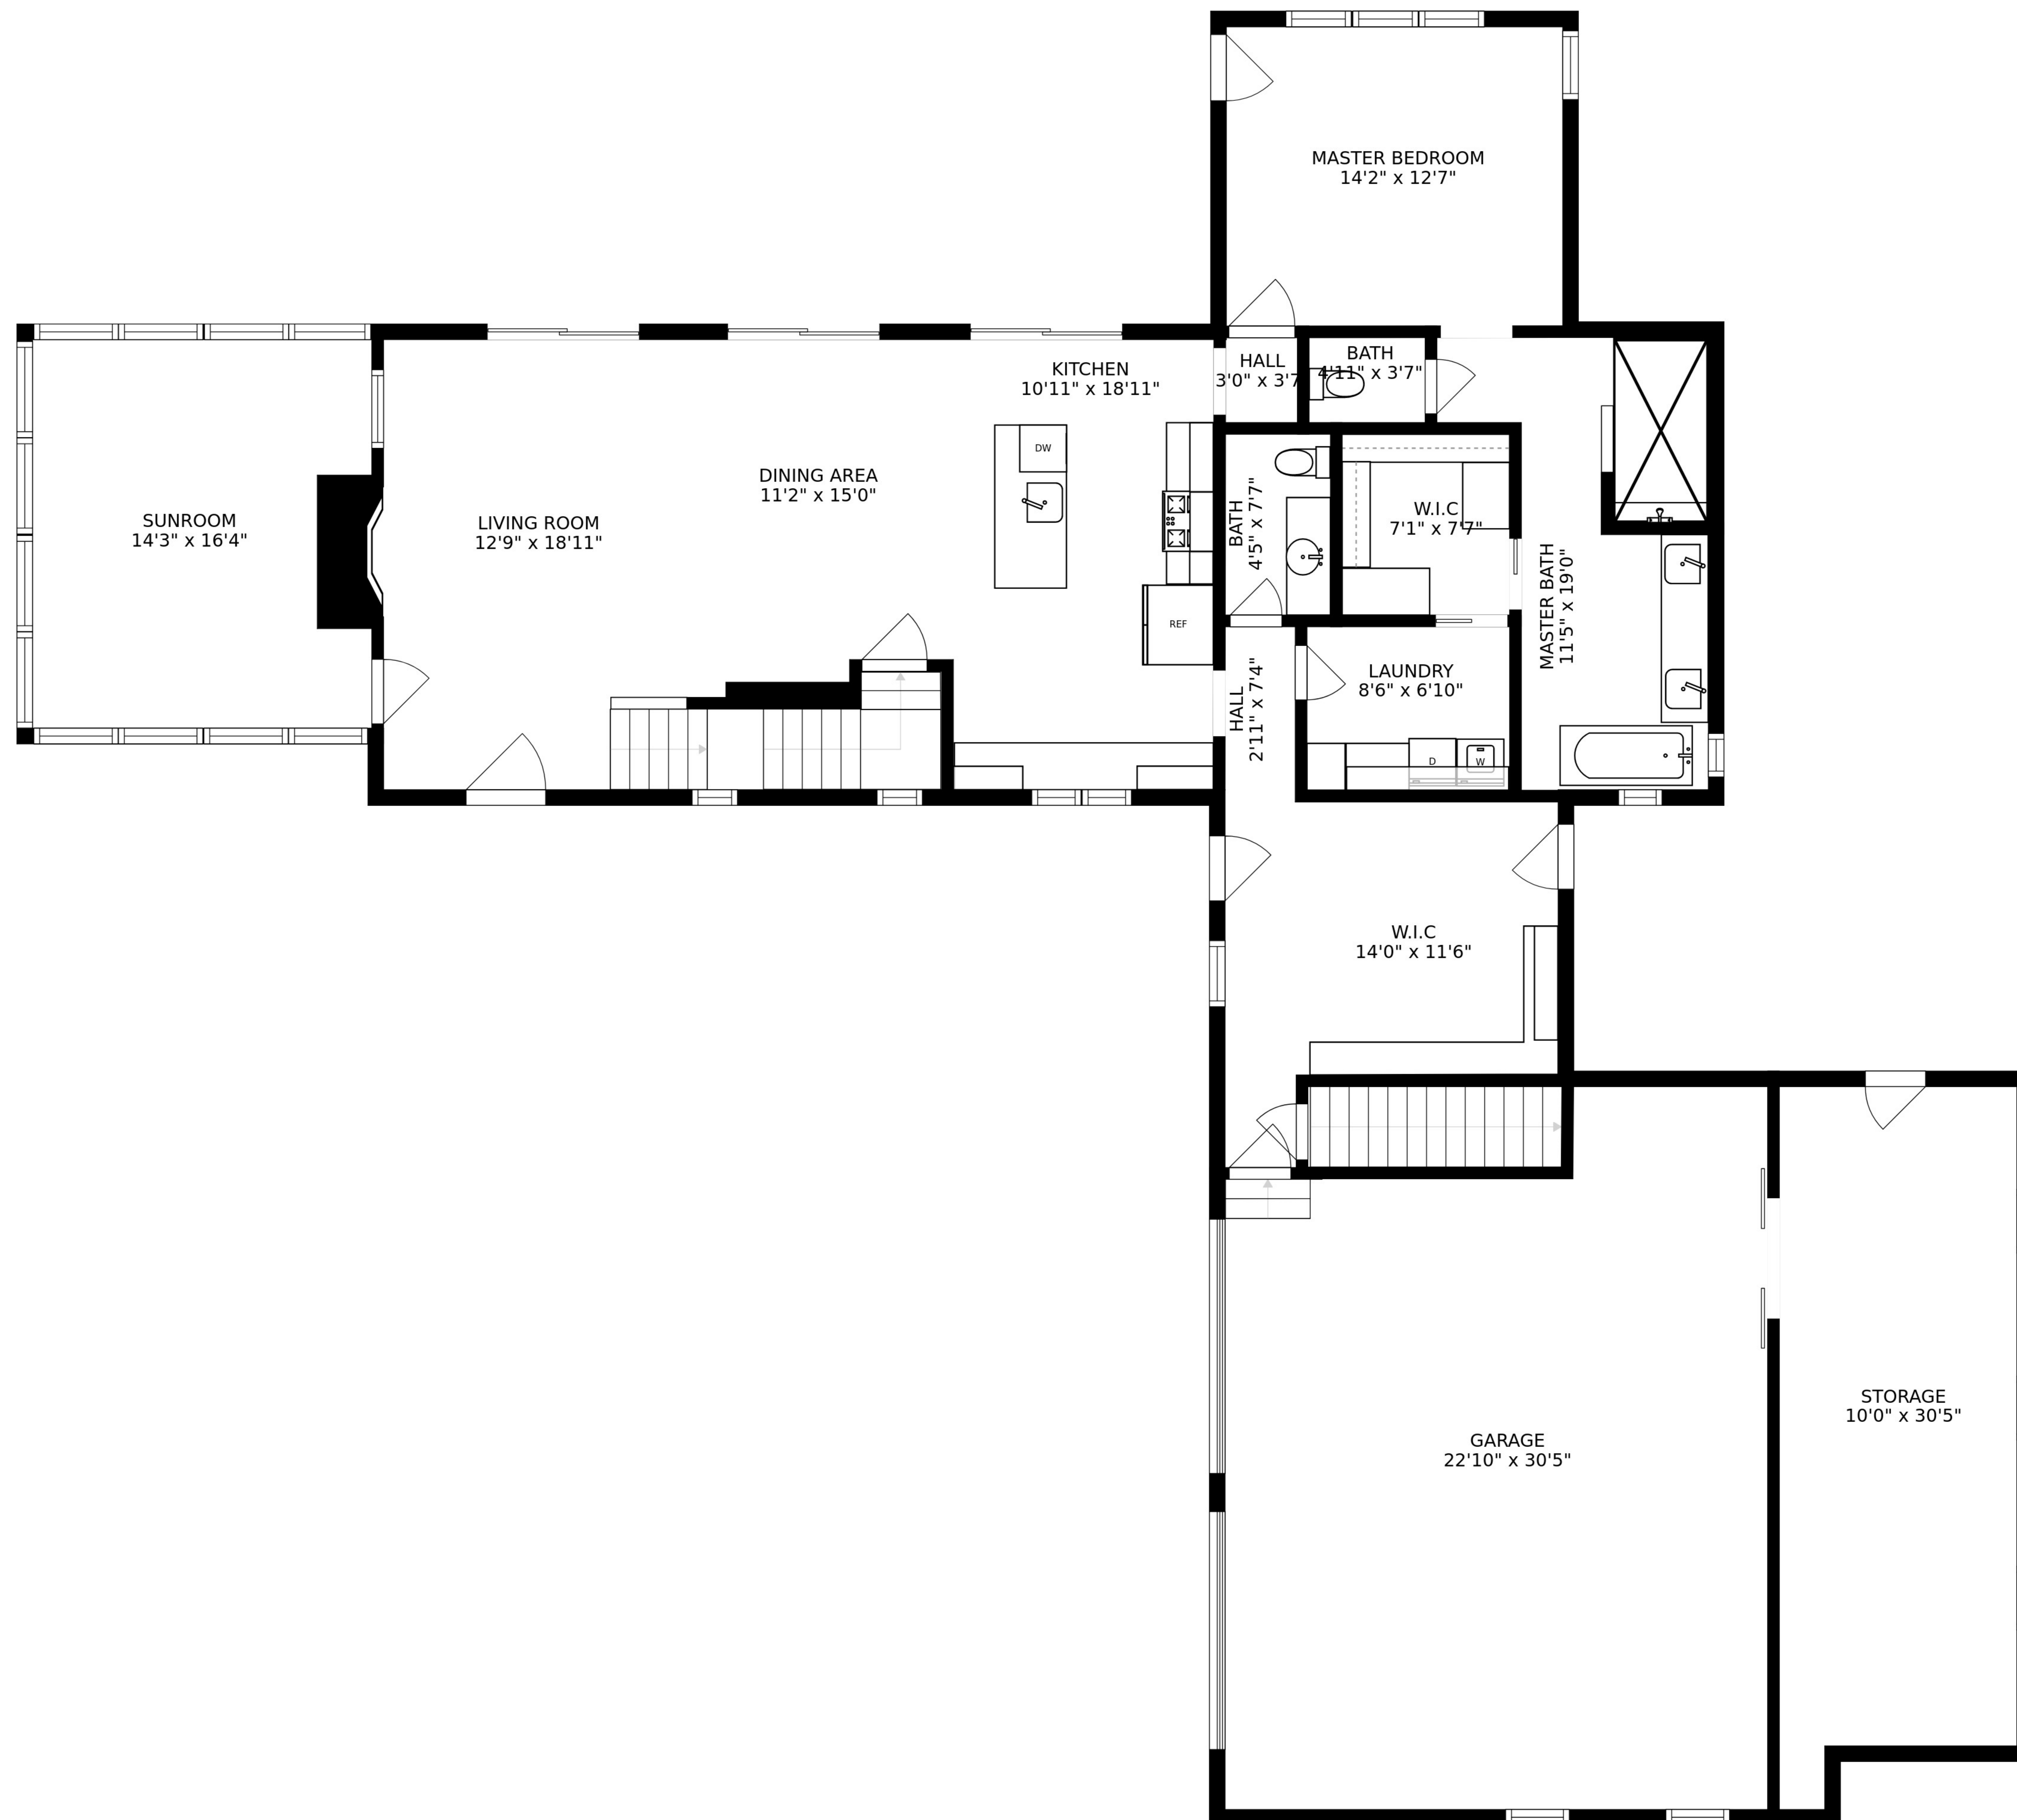 MASTER BEDROOM
14'2" x 12'7"
KITCHEN
10'11" x 18'11"
HALL
3'0" x 3'7
BATH
4'11" x 3'7"
DW
DINING AREA
11'2" x 15'0"
SUNROOM
14'3" x 16'4"
LIVING ROOM
12'9" x 18'11"
BATH
4'5" x 7'7"
W.I.C
7'1" x 7'7"
MASTER BATH
11'5" x 19'0"
REF
HALL
2'11" x 7'4"
LAUNDRY
8'6" x 6'10"
D
W
W.I.C
14'0" x 11'6"
STORAGE
10'0" x 30'5"
GARAGE
22'10" x 30'5"